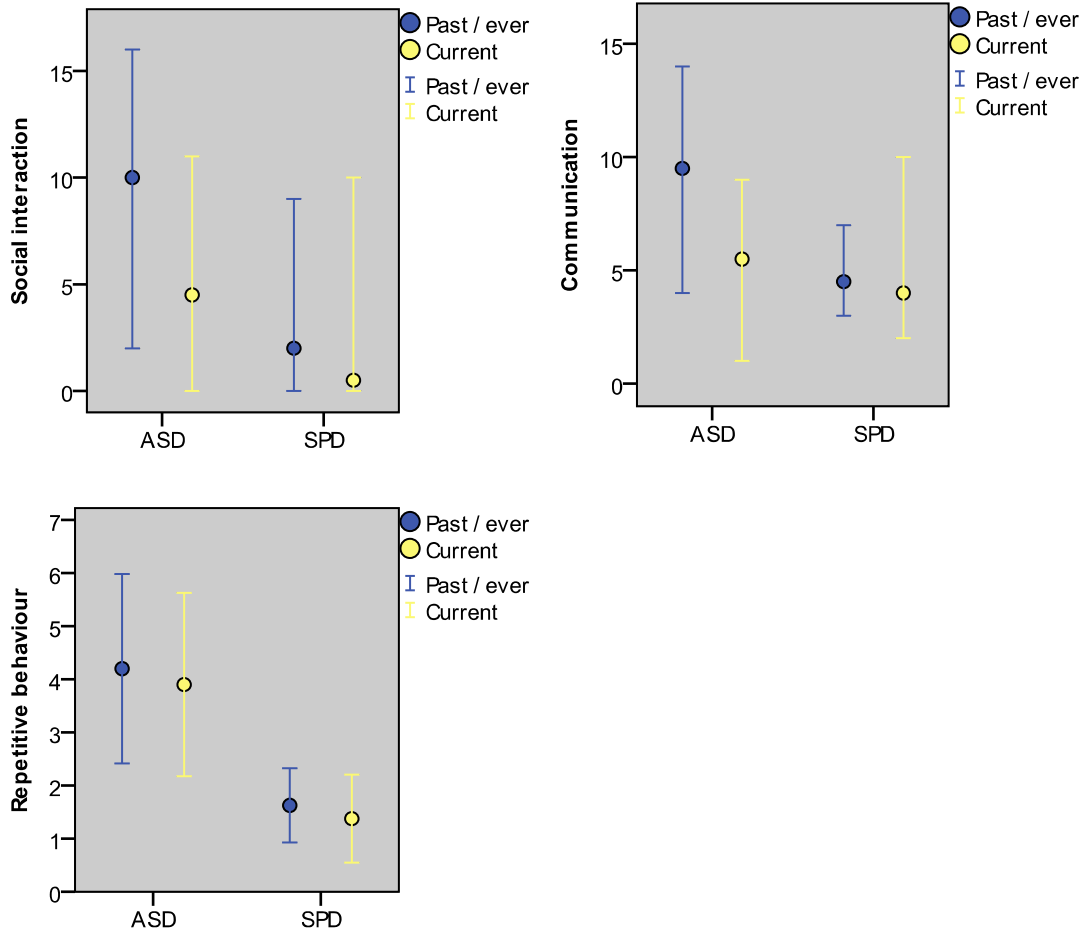 Social interaction
15
10
5
0
ASD SPD
Past / ever
Current
Past / ever
Current
Communication
15
10
5
0
ASD SPD
Past / ever
Current
Past / ever
Current
Repetitive behaviour
7
6
5
4
3
2
1
0
ASD SPD
Past / ever
Current
Past / ever
Current